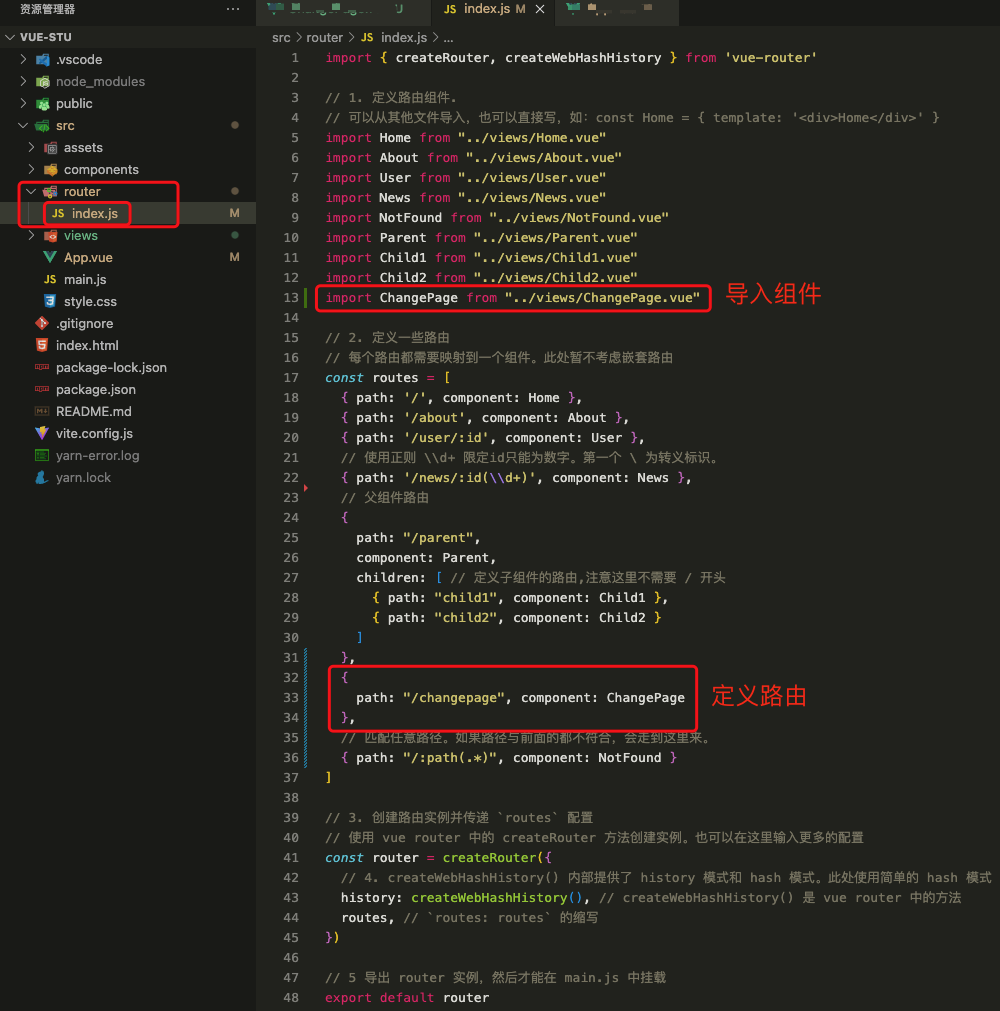 资源管理器
···
JS index.js M
VUE-STU
.vscode
node_modules
public
src
assets
components
router
JS index.js M
views
App.vue M
JS main.js
style.css
.gitignore
index.html
package-lock.json
package.json
README.md
vite.config.js
yarn-error.log
yarn.lock
src > router > JS index.js > ...
1 import { createRouter, createWebHashHistory } from 'vue-router'
2
3 // 1. 定义路由组件.
4 // 可以从其他文件导入，也可以直接写，如：const Home = { template: '<div>Home</div>' }
5 import Home from "../views/Home.vue"
6 import About from "../views/About.vue"
7 import User from "../views/User.vue"
8 import News from "../views/News.vue"
9 import NotFound from "../views/NotFound.vue"
10 import Parent from "../views/Parent.vue"
11 import Child1 from "../views/Child1.vue"
12 import Child2 from "../views/Child2.vue"
13 import ChangePage from "../views/ChangePage.vue" 导入组件
14
15 // 2. 定义一些路由
16 // 每个路由都需要映射到一个组件。此处暂不考虑嵌套路由
17 const routes = [
18 { path: '/', component: Home },
19 { path: '/about', component: About },
20 { path: '/user/:id', component: User },
21 // 使用正则 \\d+ 限定id只能为数字。第一个 \ 为转义标识。
22 { path: '/news/:id(\\d+)', component: News },
23 // 父组件路由
24 {
25 path: "/parent",
26 component: Parent,
27 children: [ // 定义子组件的路由,注意这里不需要 / 开头
28 { path: "child1", component: Child1 },
29 { path: "child2", component: Child2 }
30 ]
31 },
32 {
33 path: "/changepage", component: ChangePage 定义路由
34 },
35 // 匹配任意路径。如果路径与前面的都不符合，会走到这里来。
36 { path: "/:path(.*)", component: NotFound }
37 ]
38
39 // 3. 创建路由实例并传递 `routes` 配置
40 // 使用 vue router 中的 createRouter 方法创建实例。也可以在这里输入更多的配置
41 const router = createRouter({
42 // 4. createWebHashHistory() 内部提供了 history 模式和 hash 模式。此处使用简单的 hash 模式
43 history: createWebHashHistory(), // createWebHashHistory() 是 vue router 中的方法
44 routes, // `routes: routes` 的缩写
45 })
46
47 // 5 导出 router 实例，然后才能在 main.js 中挂载
48 export default router